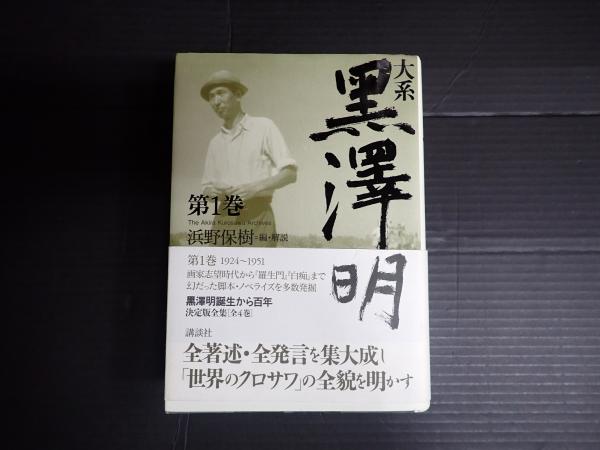 大系
黒澤明
第1巻
The Akira Kurosawa Archives
浜野保樹=編・解説
第1巻 1924〜1951
画家志望時代から『羅生門』『白痴』まで
幻だった脚本・ノベライズを多数発掘
黒澤明誕生から百年
決定版全集[全4巻]
講談社
全著述・全発言を集大成し
「世界のクロサワ」の全貌を明かす